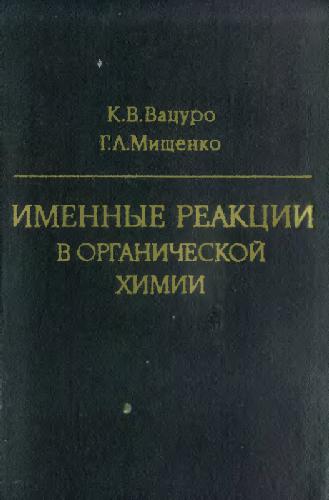 К.В.Вацуро
Г.Л.Мищенко
ИМЕННЫЕ РЕАКЦИИ
В ОРГАНИЧЕСКОЙ
ХИМИИ